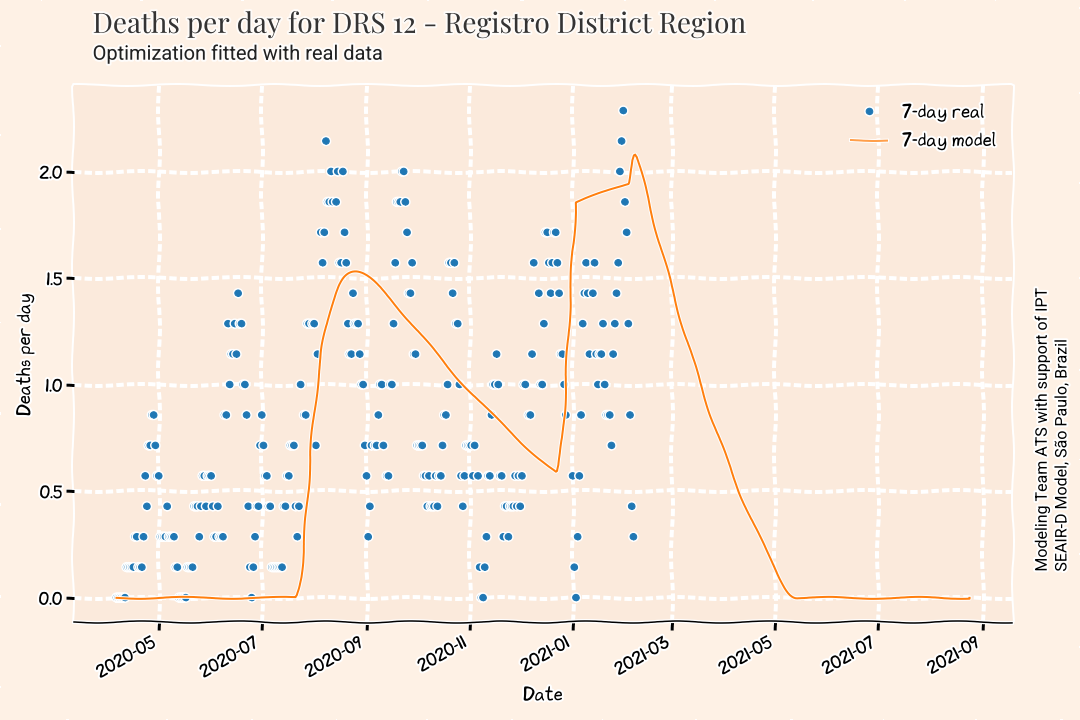 Deaths per day for DRS 12 - Registro District Region
Optimization fitted with real data
7-day real
7-day model
2.0
1.5
1.0
0.5
0.0
Deaths per day
2020-05
2020-07
2020-09
2020-11
2021-01
2021-03
2021-05
2021-07
2021-09
Date
Modeling Team ATS with support of IPT
SEAIR-D Model, São Paulo, Brazil